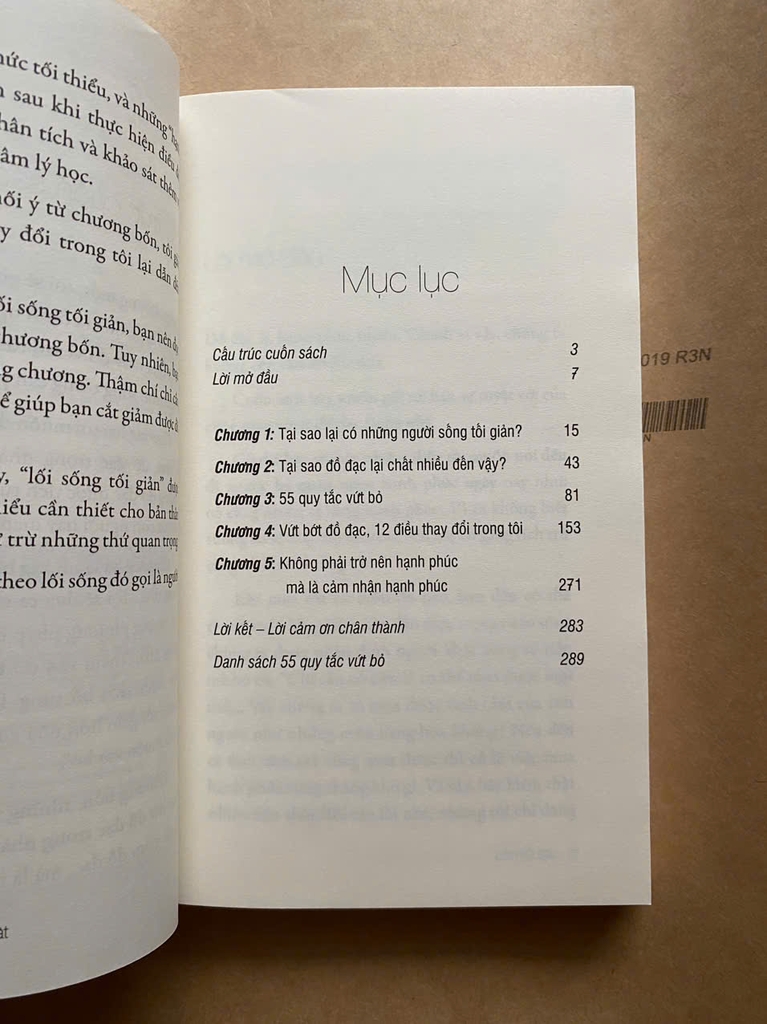 ức tối thiểu, và những
sau khi thực hiện điều
hân tích và khảo sát thêm
âm lý học.
ối ý từ chương bốn, tôi
y đổi trong tôi lại dẫn
ối sống tối giản, bạn nên
hương bốn. Tuy nhiên,
g chương. Thậm chí chỉ
ể giúp bạn cắt giảm được
y, “lối sống tối giản” được
iểu cần thiết cho bản thân
trừ những thứ quan trọng
theo lối sống đó gọi là người
ật
Mục lục
Cấu trúc cuốn sách 3
Lời mở đầu 7
Chương 1: Tại sao lại có những người sống tối giản? 15
Chương 2: Tại sao đồ đạc lại chất nhiều đến vậy? 43
Chương 3: 55 quy tắc vứt bỏ 81
Chương 4: Vứt bớt đồ đạc, 12 điều thay đổi trong tôi 153
Chương 5: Không phải trở nên hạnh phúc
mà là cảm nhận hạnh phúc 271
Lời kết – Lời cảm ơn chân thành 283
Danh sách 55 quy tắc vứt bỏ 289
019 R3N